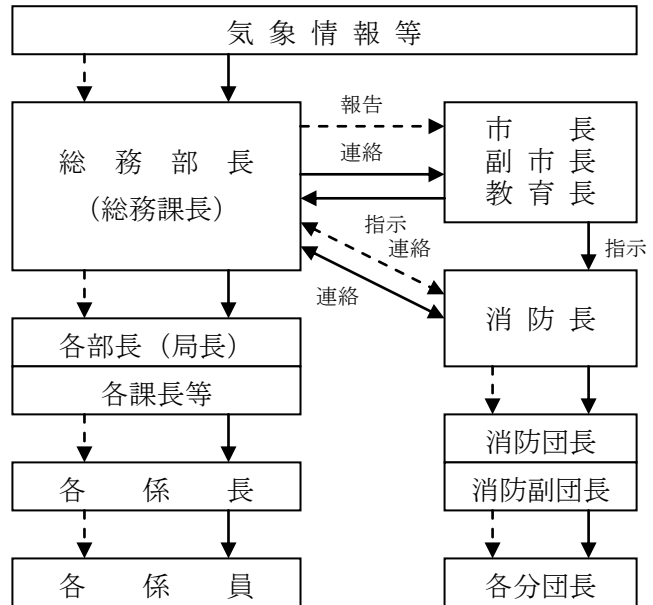 気象情報等
総務部長
（総務課長）
報告
連絡
市長
副市長
教育長
指示
連絡
連絡
指示
消防長
各部長（局長）
各課長等
消防団長
消防副団長
各係長
各係員
各分団長